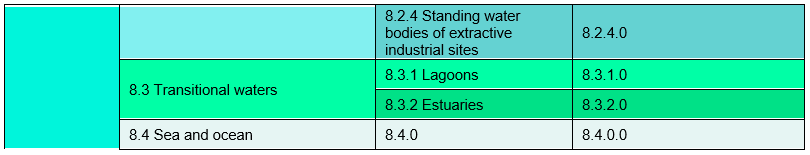 8.2.4 Standing water
bodies of extractive
industrial sites
8.2.4.0
8.3 Transitional waters
8.3.1 Lagoons
8.3.1.0
8.3.2 Estuaries
8.3.2.0
8.4 Sea and ocean
8.4.0
8.4.0.0